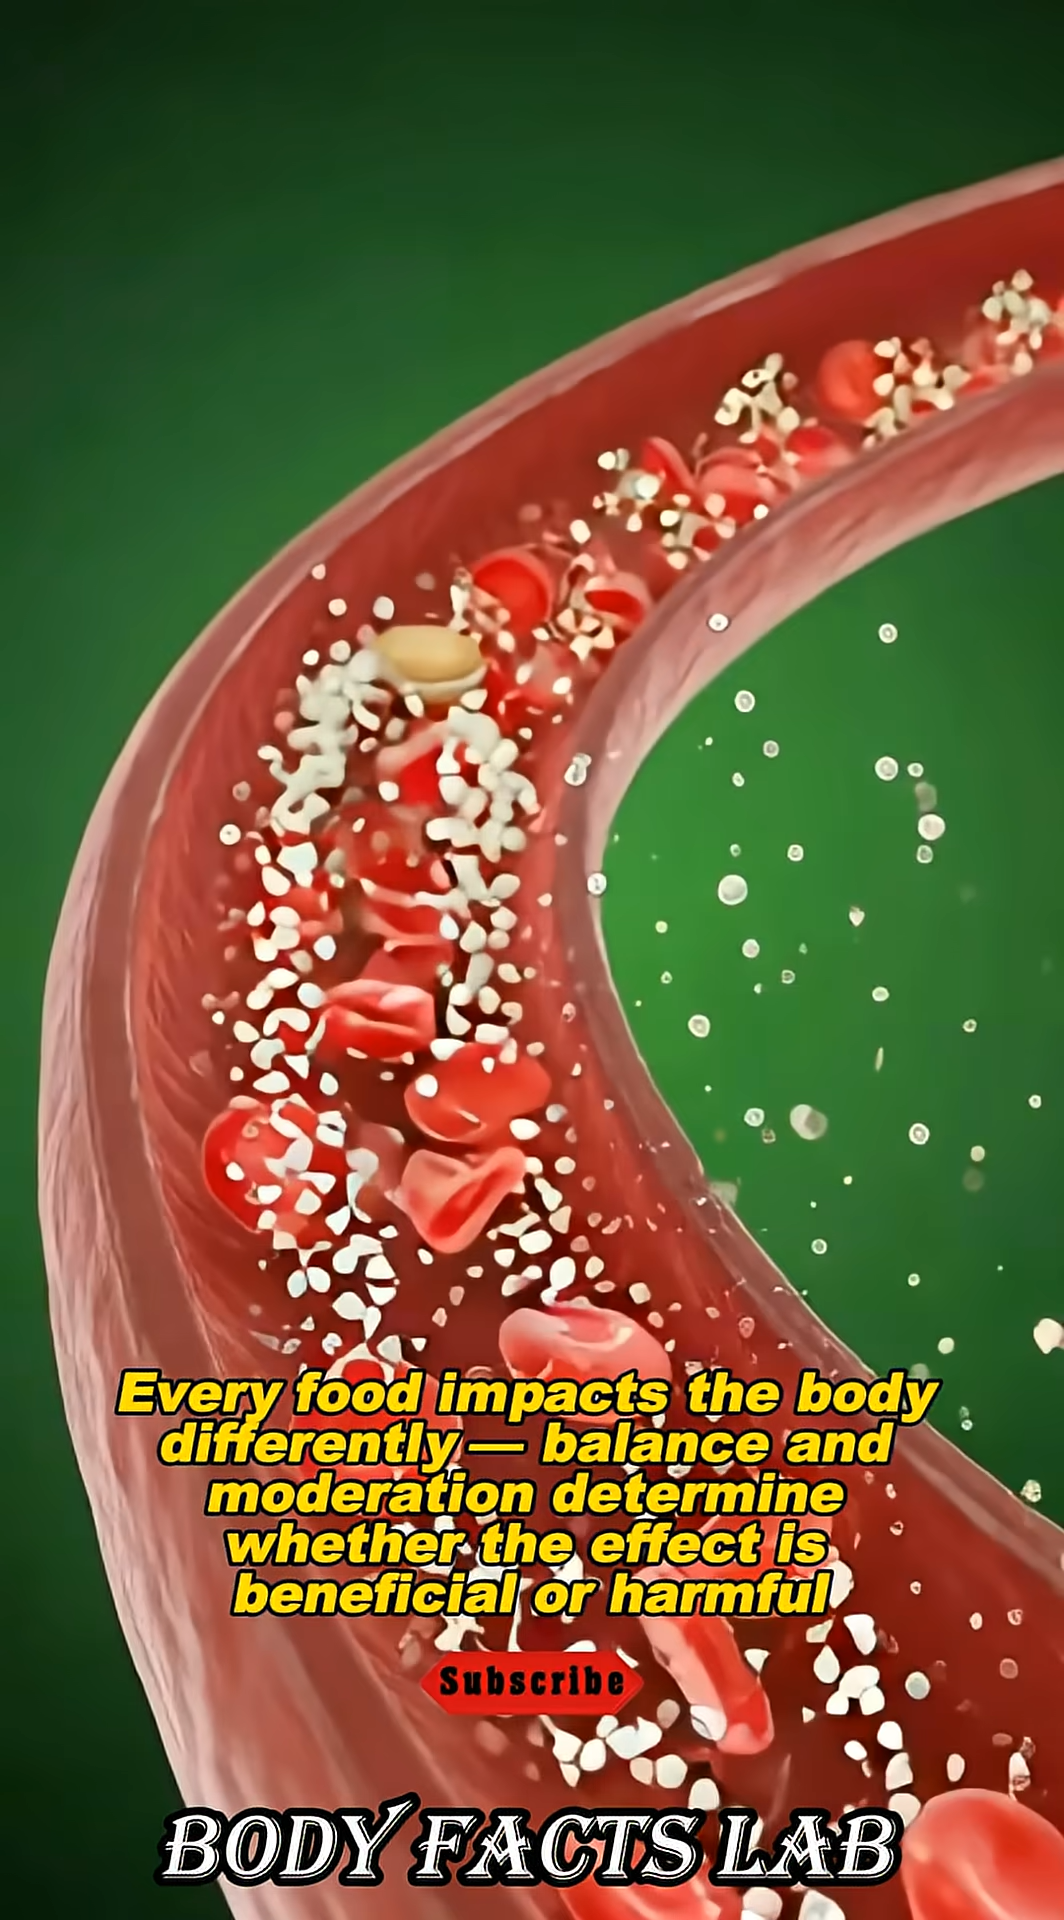 Every food impacts the body
differently — balance and
moderation determine
whether the effect is
beneficial or harmful
Subscribe
BODY FACTS LAB